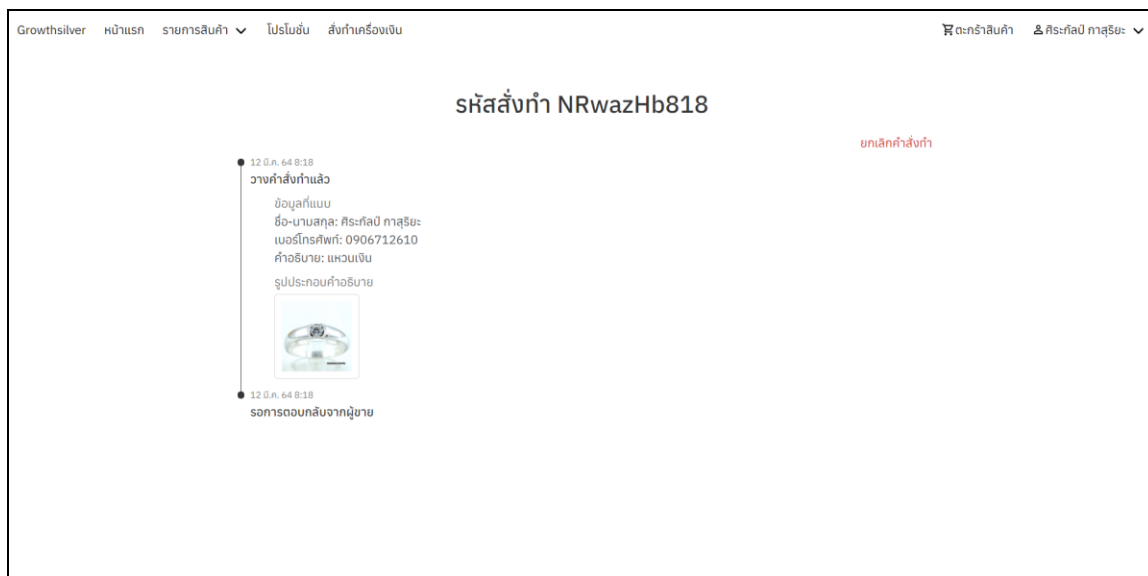 Growthsilver หน้าแรก รายการสินค้า โปรโมชั่น สั่งทำเครื่องเงิน ตะกร้าสินค้า ศิระกัลป์ กาสุริยะ
รหัสสั่งทำ NRwazHb818
ยกเลิกคำสั่งทำ
12 มี.ค. 64 8:18
วางคำสั่งทำแล้ว
ข้อมูลที่แนบ
ชื่อ-นามสกุล: ศิระกัลป์ กาสุริยะ
เบอร์โทรศัพท์: 0906712610
คำอธิบาย: แหวนเงิน
รูปประกอบคำอธิบาย
12 มี.ค. 64 8:18
รอการตอบกลับจากผู้ขาย